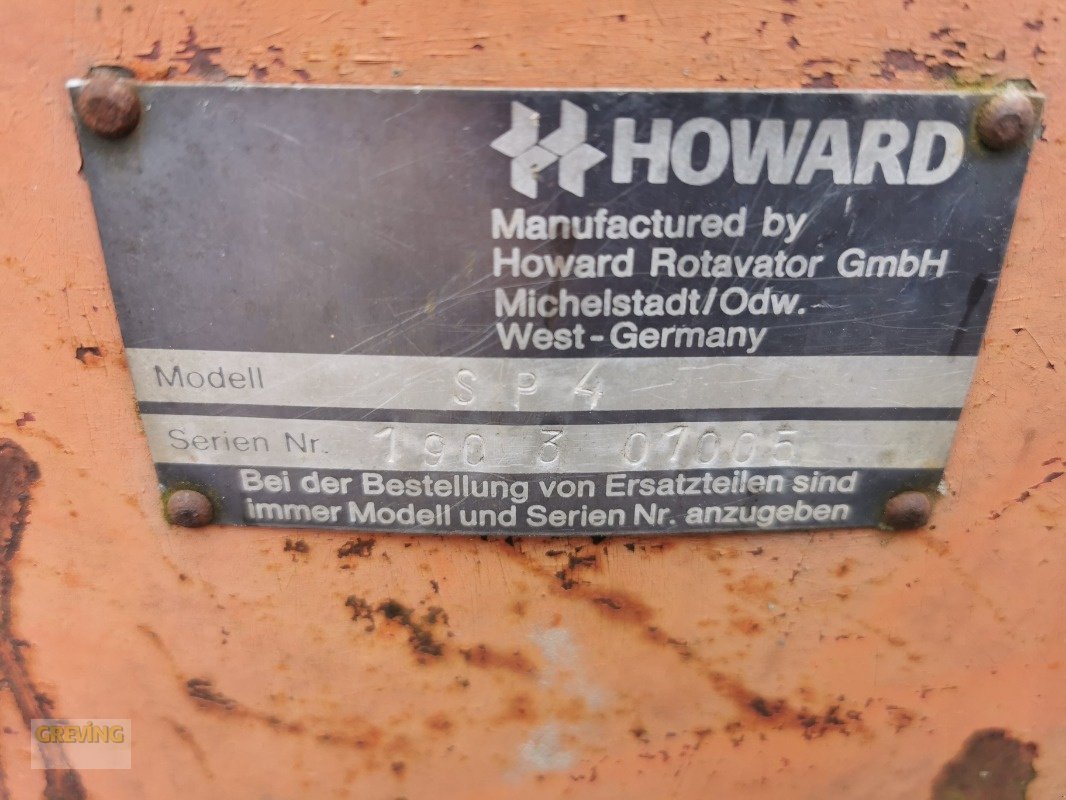 HOWARD
Manufactured by
Howard Rotavator GmbH
Michelstadt/Odw.
West-Germany
Modell SP4
Serien Nr. 190 3 01005
Bei der Bestellung von Ersatzteilen sind
immer Modell und Serien Nr. anzugeben
GREVING